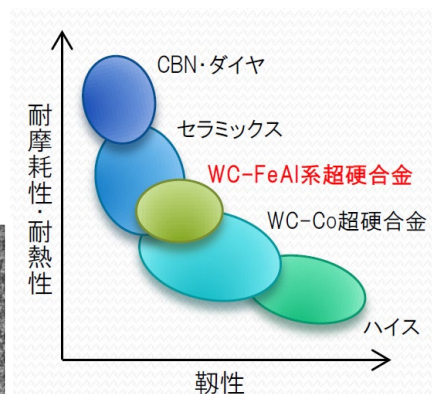 CBN・ダイヤ
セラミックス
WC-FeAl系超硬合金
WC-Co超硬合金
ハイス
耐摩耗性・耐熱性
靱性